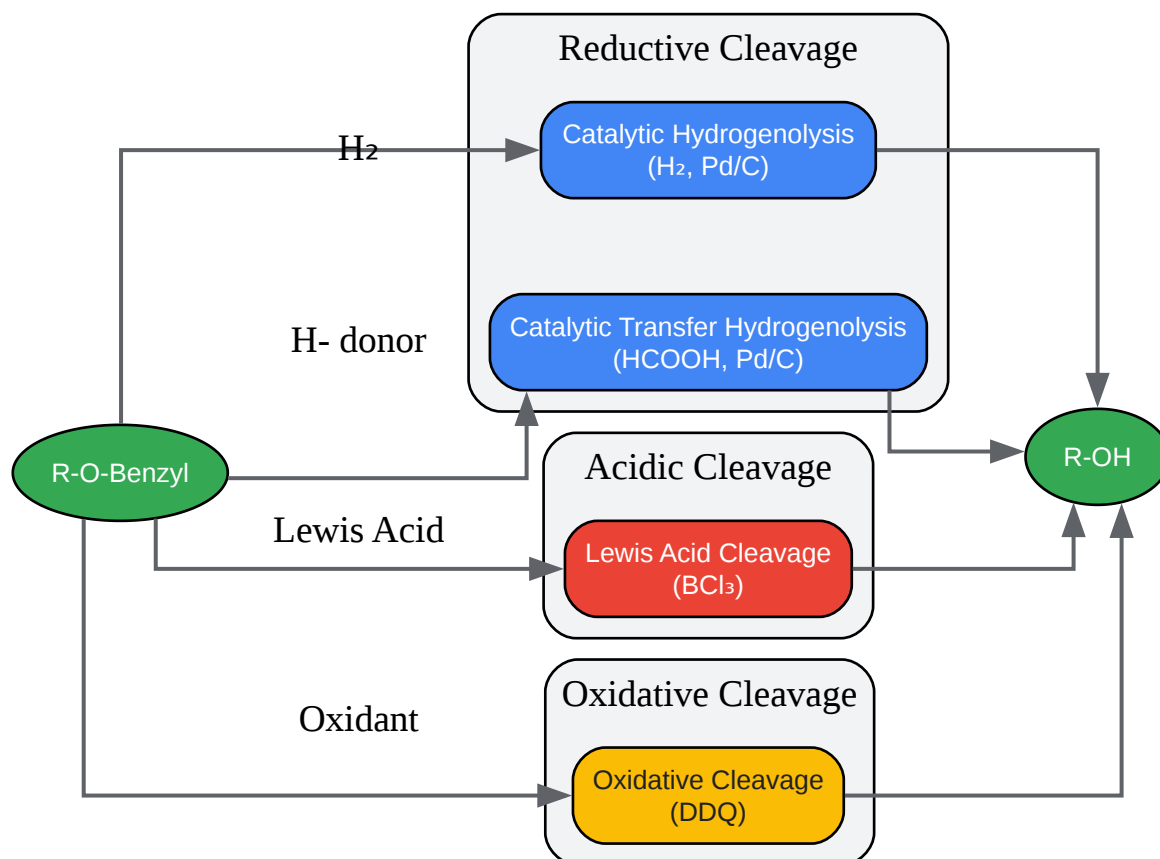 Reductive Cleavage
H₂
Catalytic Hydrogenolysis
(H₂, Pd/C)
H- donor
Catalytic Transfer Hydrogenolysis
(HCOOH, Pd/C)
R-O-Benzyl
R-OH
Acidic Cleavage
Lewis Acid
Lewis Acid Cleavage
(BCl₃)
Oxidative Cleavage
Oxidant
Oxidative Cleavage
(DDQ)